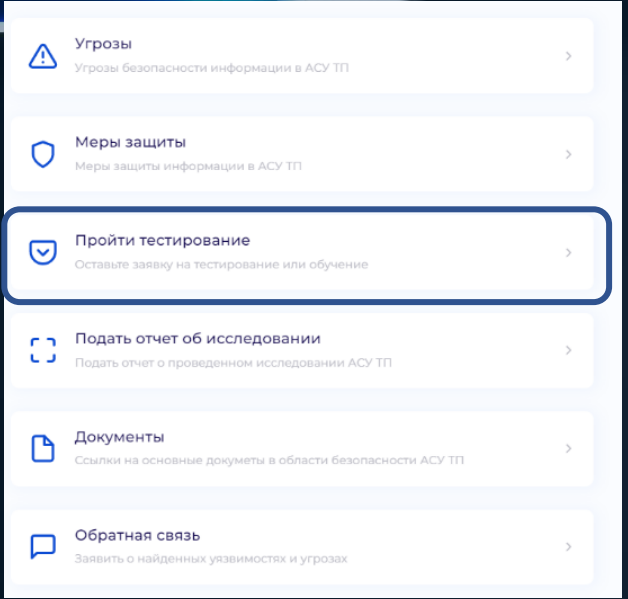 Угрозы
Угрозы безопасности информации в АСУ ТП
Меры защиты
Меры защиты информации в АСУ ТП
Пройти тестирование
Оставьте заявку на тестирование или обучение
Подать отчет об исследовании
Подать отчет о проведенном исследовании АСУ ТП
Документы
Ссылки на основные докуметы в области безопасности АСУ ТП
Обратная связь
Заявить о найденных уязвимостях и угрозах